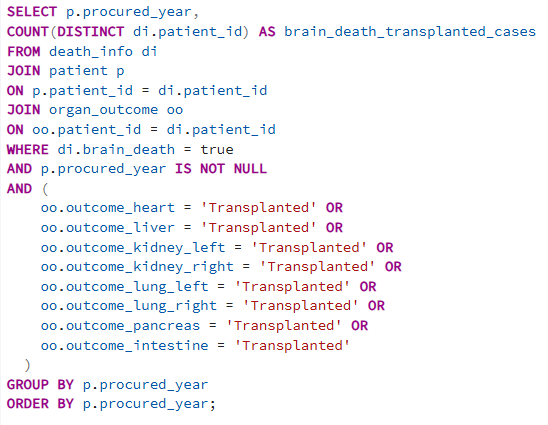 SELECT p.procured_year,
COUNT(DISTINCT di.patient_id) AS brain_death_transplanted_cases
FROM death_info di
JOIN patient p
ON p.patient_id = di.patient_id
JOIN organ_outcome oo
ON oo.patient_id = di.patient_id
WHERE di.brain_death = true
AND p.procured_year IS NOT NULL
AND (
    oo.outcome_heart = 'Transplanted' OR
    oo.outcome_liver = 'Transplanted' OR
    oo.outcome_kidney_left = 'Transplanted' OR
    oo.outcome_kidney_right = 'Transplanted' OR
    oo.outcome_lung_left = 'Transplanted' OR
    oo.outcome_lung_right = 'Transplanted' OR
    oo.outcome_pancreas = 'Transplanted' OR
    oo.outcome_intestine = 'Transplanted'
  )
GROUP BY p.procured_year
ORDER BY p.procured_year;